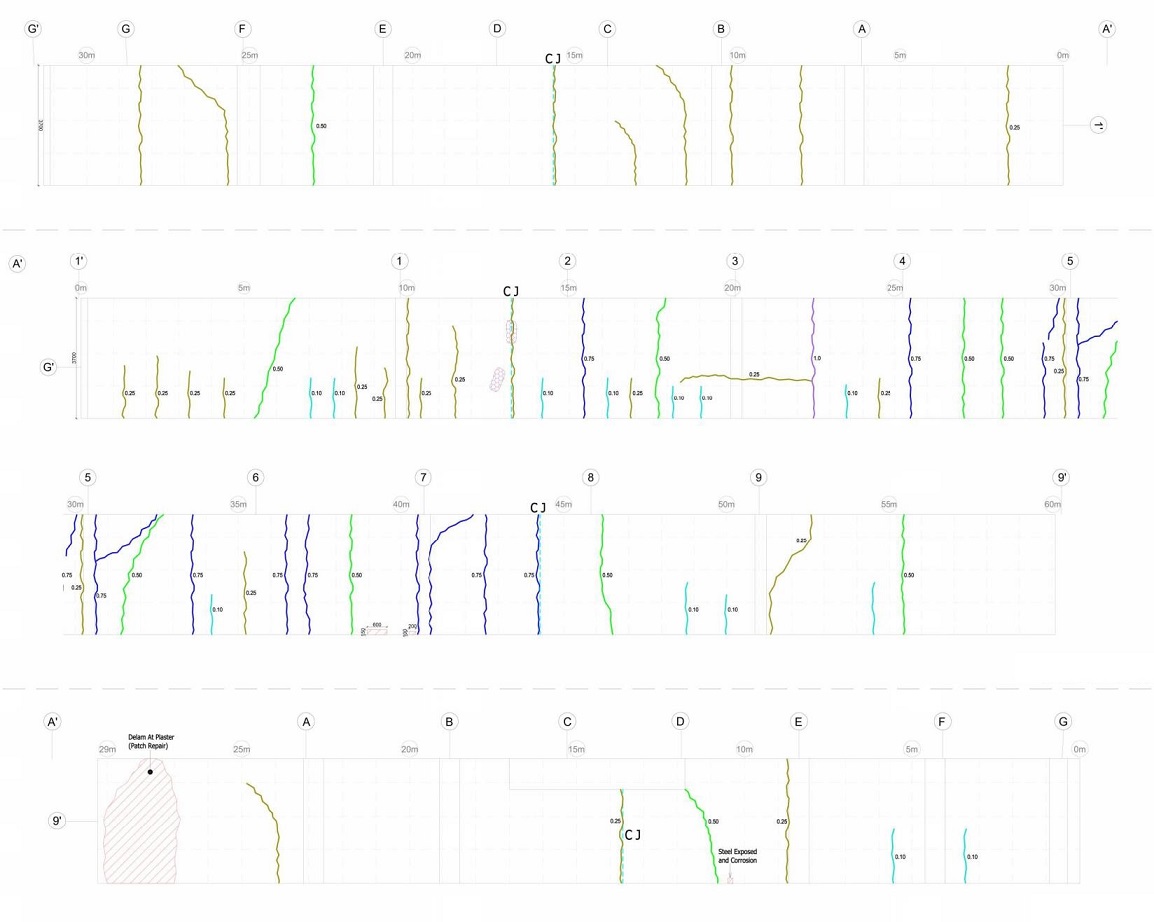 G' G F E D C B A A'
30m 25m 20m 15m 10m 5m 0m
CJ
3700 0.50 0.25 1'
A' 1' 1 2 3 4 5
0m 5m 10m 15m 20m 25m 30m
CJ
G' 3700
0.75 0.50 1.0 0.75 0.50 0.50 0.75
0.50 0.25 0.25
0.25 0.25 0.25 0.25 0.10 0.10 0.25 0.25 0.25 0.10 0.10 0.25 0.10 0.10 0.10 0.25 0.75
5 6 7 8 9 9'
30m 35m 40m 45m 50m 55m 60m
CJ
0.25
0.75 0.50 0.75 0.75 0.50 0.75 0.75 0.75 0.50 0.50
0.25 0.75 0.25
0.10 0.10 0.10
600 200
A' A B C D E F G
Delam At Plaster
(Patch Repair)
29m 25m 20m 15m 10m 5m 0m
9' 0.25 0.50 0.25
CJ
Steel Exposed
and Corrosion
0.10 0.10